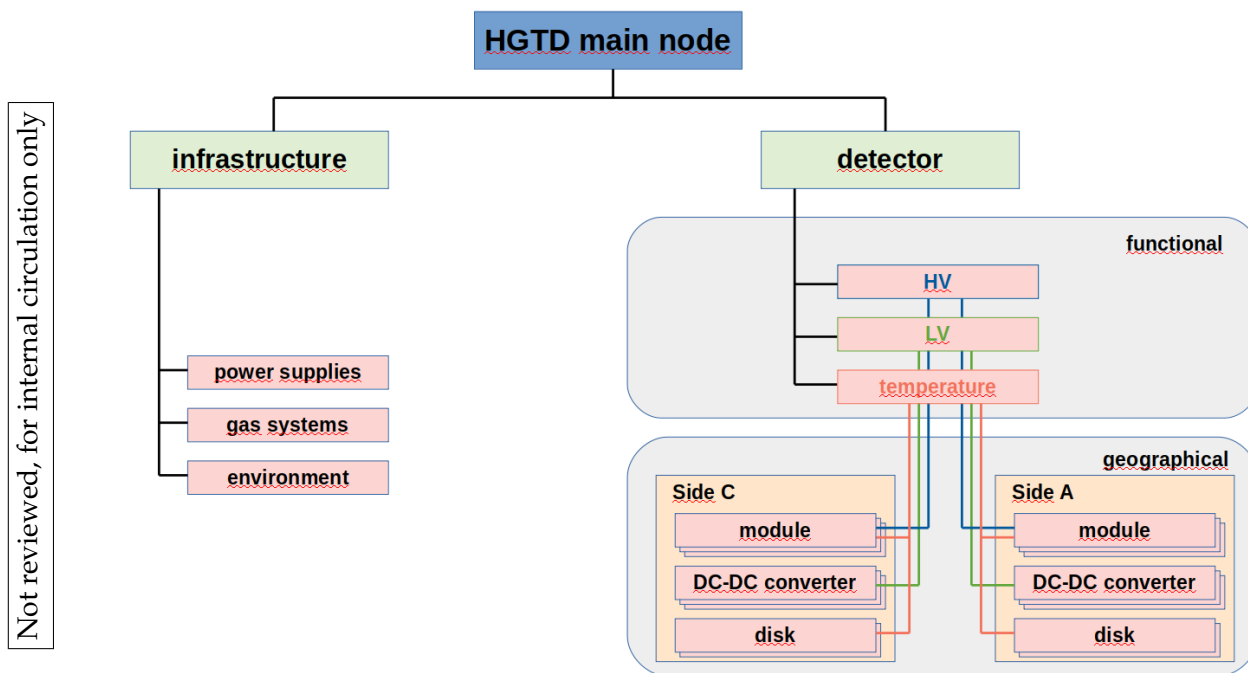 HGTD main node
Not reviewed, for internal circulation only
infrastructure
power supplies
gas systems
environment
detector
functional
HV
LV
temperature
geographical
Side C
module
DC-DC converter
disk
Side A
module
DC-DC converter
disk